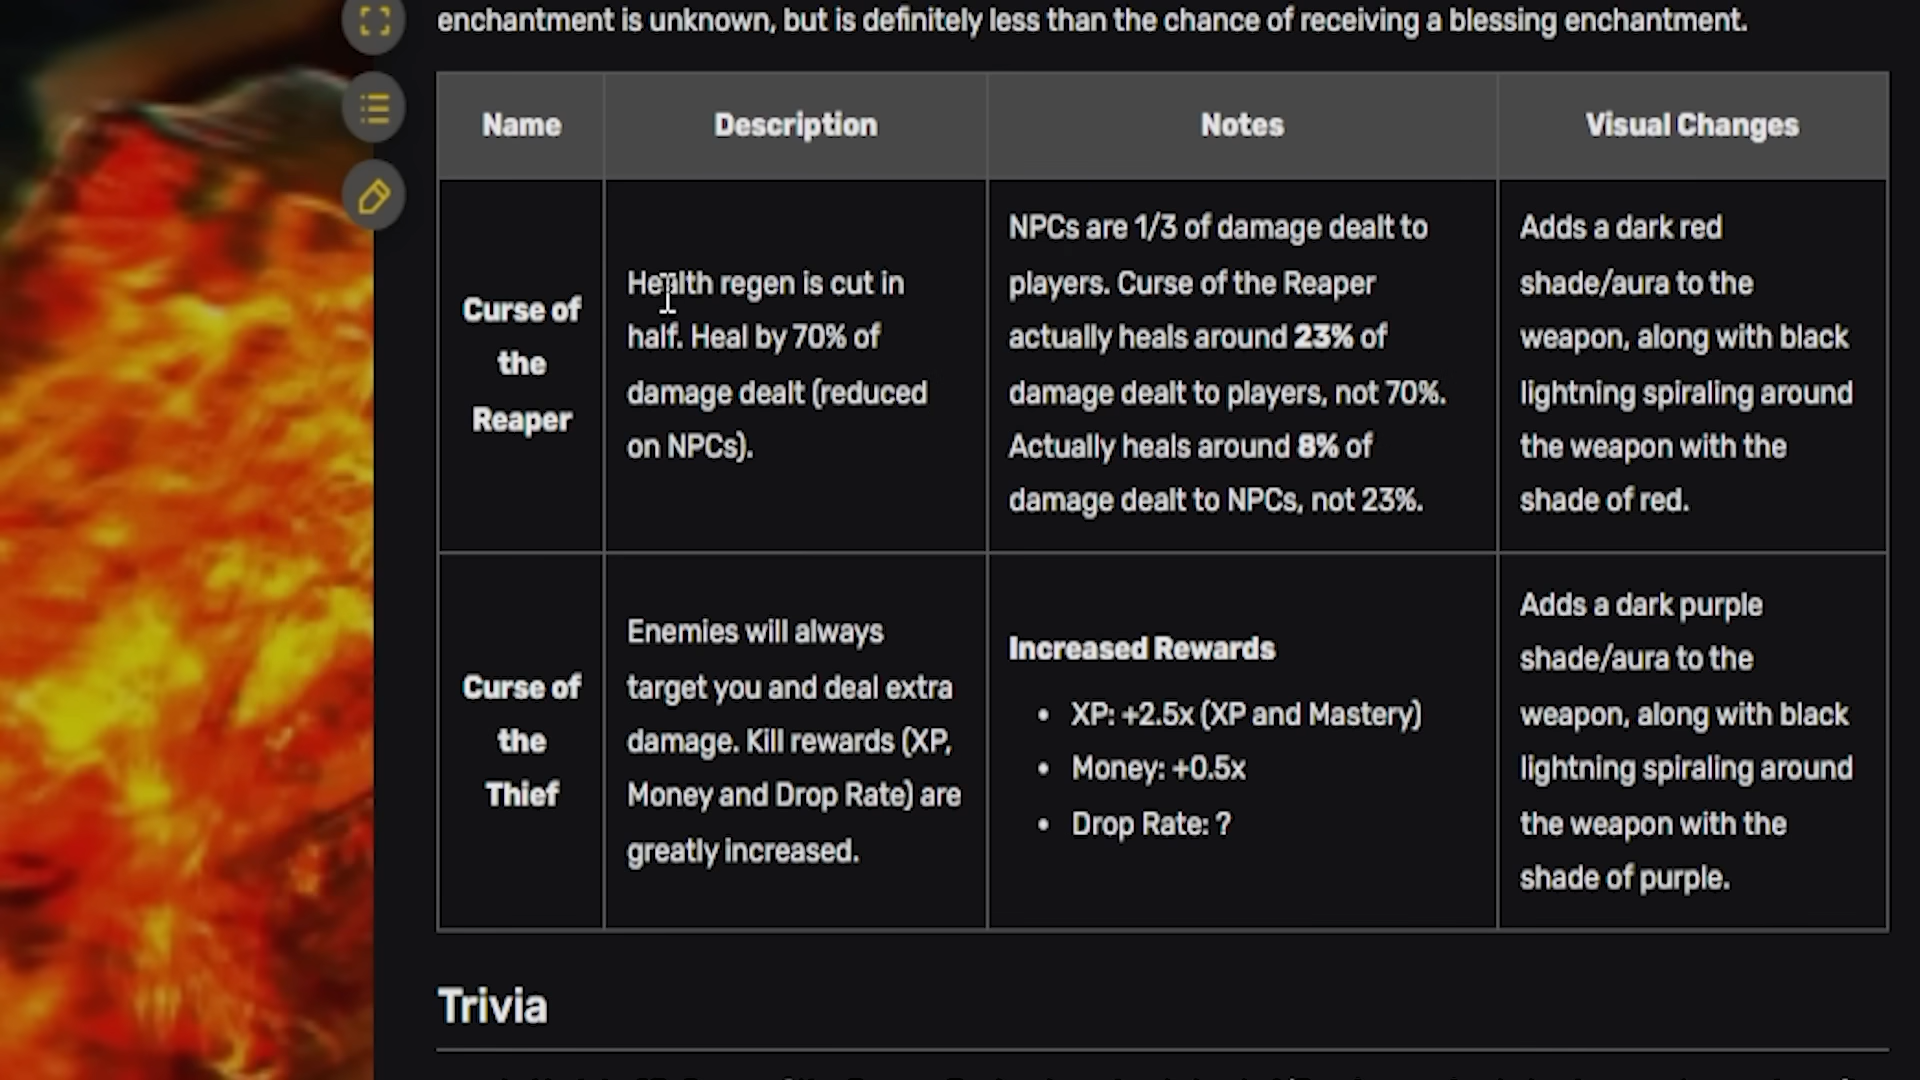 enchantment is unknown, but is definitely less than the chance of receiving a blessing enchantment.
Name
Description
Notes
Visual Changes
Curse of
the
Reaper
Health regen is cut in
half. Heal by 70% of
damage dealt (reduced
on NPCs).
NPCs are 1/3 of damage dealt to
players. Curse of the Reaper
actually heals around 23% of
damage dealt to players, not 70%.
Actually heals around 8% of
damage dealt to NPCs, not 23%.
Adds a dark red
shade/aura to the
weapon, along with black
lightning spiraling around
the weapon with the
shade of red.
Curse of
the
Thief
Enemies will always
target you and deal extra
damage. Kill rewards (XP,
Money and Drop Rate) are
greatly increased.
Increased Rewards
• XP: +2.5x (XP and Mastery)
• Money: +0.5x
• Drop Rate: ?
Adds a dark purple
shade/aura to the
weapon, along with black
lightning spiraling around
the weapon with the
shade of purple.
Trivia